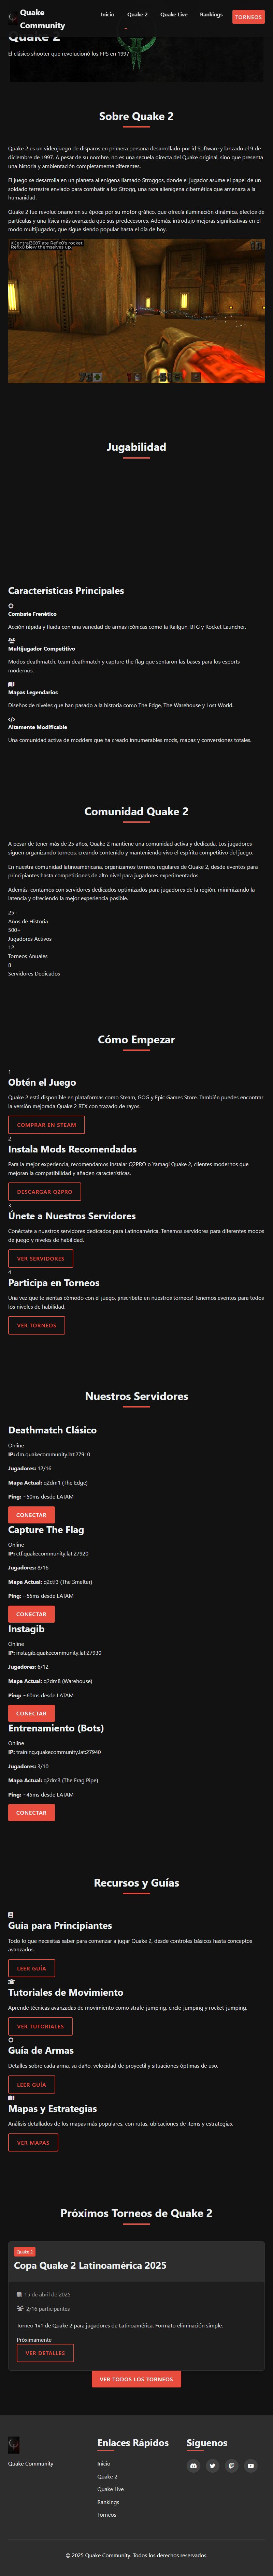 Quake Community
Inicio
Quake 2
Quake Live
Rankings
TORNEOS
Quake 2
El clásico shooter que revolucionó los FPS en 1997
Sobre Quake 2
Quake 2 es un videojuego de disparos en primera persona desarrollado por id Software y lanzado el 9 de
diciembre de 1997. A pesar de su nombre, no es una secuela directa del Quake original, sino que presenta
una historia y ambientación completamente diferentes.
El juego se desarrolla en un planeta alienígena llamado Stroggos, donde el jugador asume el papel de un
soldado terrestre enviado para combatir a los Strogg, una raza alienígena cibernética que amenaza a la
humanidad.
Quake 2 fue revolucionario en su época por su motor gráfico, que ofrecía iluminación dinámica, efectos de
partículas y una física más avanzada que sus predecesores. Además, introdujo mejoras significativas en el
modo multijugador, que sigue siendo popular hasta el día de hoy.
XCentral3687 ate Refix0's rocket.
Refix0 blew themselves up.
Jugabilidad
Características Principales
Combate Frenético
Acción rápida y fluida con una variedad de armas icónicas como la Railgun, BFG y Rocket Launcher.
Multijugador Competitivo
Modos deathmatch, team deathmatch y capture the flag que sentaron las bases para los esports
modernos.
Mapas Legendarios
Diseños de niveles que han pasado a la historia como The Edge, The Warehouse y Lost World.
Altamente Modificable
Una comunidad activa de modders que ha creado innumerables mods, mapas y conversiones totales.
Comunidad Quake 2
A pesar de tener más de 25 años, Quake 2 mantiene una comunidad activa y dedicada. Los jugadores
siguen organizando torneos, creando contenido y manteniendo vivo el espíritu competitivo del juego.
En nuestra comunidad latinoamericana, organizamos torneos regulares de Quake 2, desde eventos para
principiantes hasta competiciones de alto nivel para jugadores experimentados.
Además, contamos con servidores dedicados optimizados para jugadores de la región, minimizando la
latencia y ofreciendo la mejor experiencia posible.
25+
Años de Historia
500+
Jugadores Activos
12
Torneos Anuales
8
Servidores Dedicados
Cómo Empezar
1
Obtén el Juego
Quake 2 está disponible en plataformas como Steam, GOG y Epic Games Store. También puedes encontrar
la versión mejorada Quake 2 RTX con trazado de rayos.
COMPRAR EN STEAM
2
Instala Mods Recomendados
Para la mejor experiencia, recomendamos instalar Q2PRO o Yamagi Quake 2, clientes modernos que
mejoran la compatibilidad y añaden características.
DESCARGAR Q2PRO
3
Únete a Nuestros Servidores
Conéctate a nuestros servidores dedicados para Latinoamérica. Tenemos servidores para diferentes modos
de juego y niveles de habilidad.
VER SERVIDORES
4
Participa en Torneos
Una vez que te sientas cómodo con el juego, ¡inscríbete en nuestros torneos! Tenemos eventos para todos
los niveles de habilidad.
VER TORNEOS
Nuestros Servidores
Deathmatch Clásico
Online
IP: dm.quakecommunity.lat:27910
Jugadores: 12/16
Mapa Actual: q2dm1 (The Edge)
Ping: ~50ms desde LATAM
CONECTAR
Capture The Flag
Online
IP: ctf.quakecommunity.lat:27920
Jugadores: 8/16
Mapa Actual: q2ctf3 (The Smelter)
Ping: ~55ms desde LATAM
CONECTAR
Instagib
Online
IP: instagib.quakecommunity.lat:27930
Jugadores: 6/12
Mapa Actual: q2dm8 (Warehouse)
Ping: ~60ms desde LATAM
CONECTAR
Entrenamiento (Bots)
Online
IP: training.quakecommunity.lat:27940
Jugadores: 3/10
Mapa Actual: q2dm3 (The Frag Pipe)
Ping: ~45ms desde LATAM
CONECTAR
Recursos y Guías
Guía para Principiantes
Todo lo que necesitas saber para comenzar a jugar Quake 2, desde controles básicos hasta conceptos
avanzados.
LEER GUÍA
Tutoriales de Movimiento
Aprende técnicas avanzadas de movimiento como strafe-jumping, circle-jumping y rocket-jumping.
VER TUTORIALES
Guía de Armas
Detalles sobre cada arma, su daño, velocidad de proyectil y situaciones óptimas de uso.
LEER GUÍA
Mapas y Estrategias
Análisis detallados de los mapas más populares, con rutas, ubicaciones de ítems y estrategias.
VER MAPAS
Próximos Torneos de Quake 2
Quake 2
Copa Quake 2 Latinoamérica 2025
15 de abril de 2025
2/16 participantes
Torneo 1v1 de Quake 2 para jugadores de Latinoamérica. Formato eliminación simple.
Próximamente
VER DETALLES
VER TODOS LOS TORNEOS
Quake Community
Enlaces Rápidos
Inicio
Quake 2
Quake Live
Rankings
Torneos
Síguenos
© 2025 Quake Community. Todos los derechos reservados.